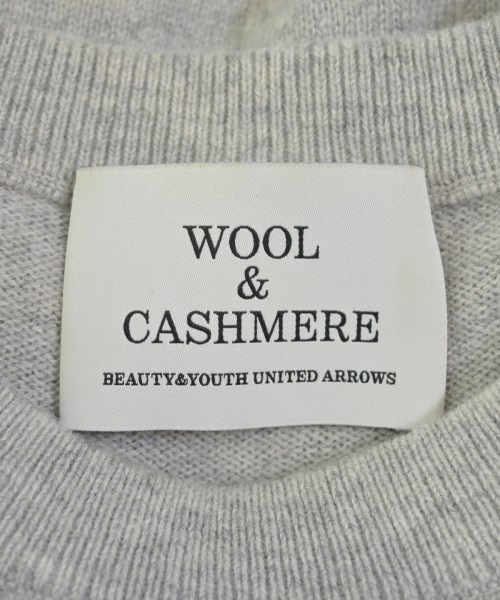 WOOL
&
CASHMERE
BEAUTY&YOUTH UNITED ARROWS